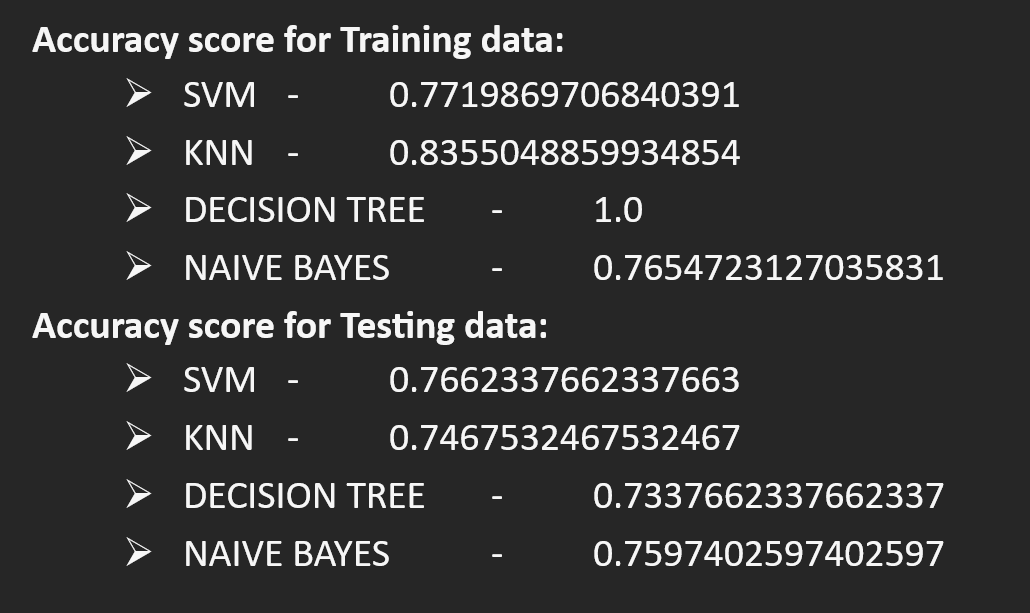 Accuracy score for Training data:
➢ SVM - 0.7719869706840391
➢ KNN - 0.8355048859934854
➢ DECISION TREE - 1.0
➢ NAIVE BAYES - 0.7654723127035831
Accuracy score for Testing data:
➢ SVM - 0.7662337662337663
➢ KNN - 0.7467532467532467
➢ DECISION TREE - 0.7337662337662337
➢ NAIVE BAYES - 0.7597402597402597